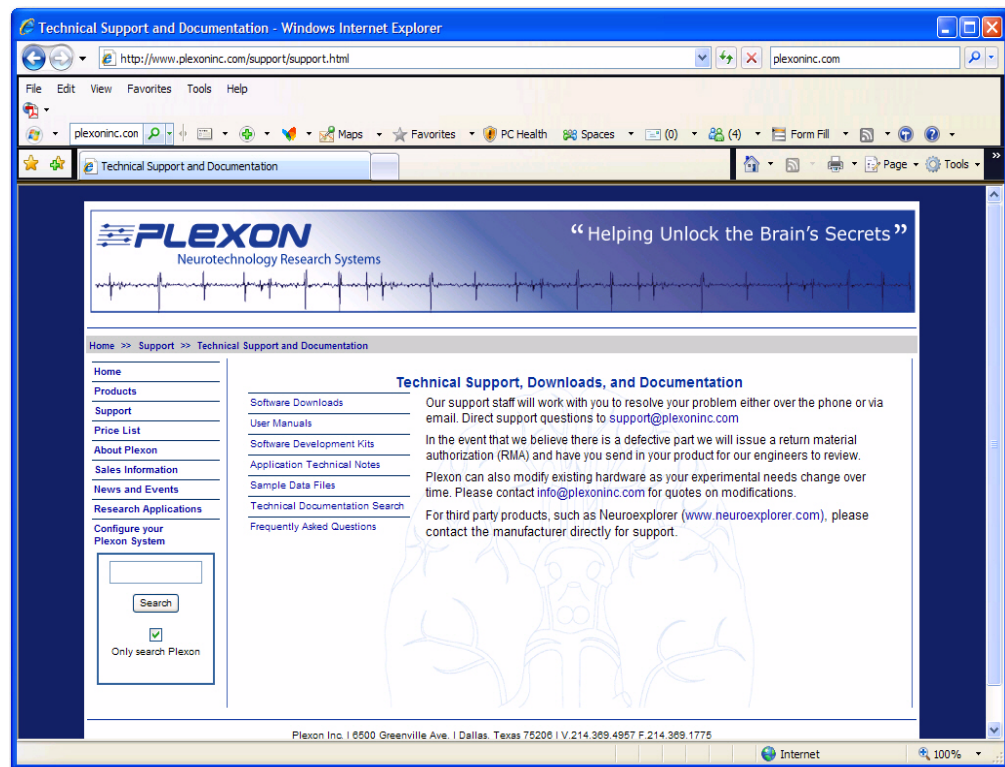 Technical Support and Documentation - Windows Internet Explorer
http://www.plexoninc.com/support/support.html
plexoninc.com
File Edit View Favorites Tools Help
plexoninc.con Maps Favorites PC Health Spaces (0) (4) Form Fill
Technical Support and Documentation
Page Tools
PLEXON
“Helping Unlock the Brain's Secrets”
Neurotechnology Research Systems
Home >> Support >> Technical Support and Documentation
Home
Products
Support
Price List
About Plexon
Sales Information
News and Events
Research Applications
Configure your
Plexon System
Search
Only search Plexon
Software Downloads
User Manuals
Software Development Kits
Application Technical Notes
Sample Data Files
Technical Documentation Search
Frequently Asked Questions
Technical Support, Downloads, and Documentation
Our support staff will work with you to resolve your problem either over the phone or via
email. Direct support questions to support@plexoninc.com
In the event that we believe there is a defective part we will issue a return material
authorization (RMA) and have you send in your product for our engineers to review.
Plexon can also modify existing hardware as your experimental needs change over
time. Please contact info@plexoninc.com for quotes on modifications.
For third party products, such as Neuroexplorer (www.neuroexplorer.com), please
contact the manufacturer directly for support.
Plexon Inc. | 6500 Greenville Ave. | Dallas, Texas 75206 | V.214.369.4957 F.214.369.1775
Internet
100%